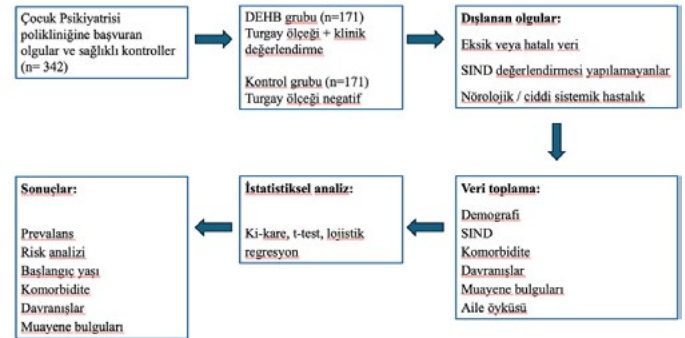 Çocuk Psikiyatrisi
polikliniğine başvuran
olgular ve sağlıklı kontroller
(n= 342)
DEHB grubu (n=171)
Turgay ölçeği + klinik
değerlendirme
Kontrol grubu (n=171)
Turgay ölçeği negatif
Dışlanan olgular:
Eksik veya hatalı veri
SIND değerlendirmesi yapılamayanlar
Nörolojik / ciddi sistemik hastalık
Veri toplama:
Demografi
SIND
Komorbidite
Davranışlar
Muayene bulguları
Aile öyküsü
İstatistiksel analiz:
Ki-kare, t-test, lojistik
regresyon
Sonuçlar:
Prevalans
Risk analizi
Başlangıç yaşı
Komorbidite
Davranışlar
Muayene bulguları